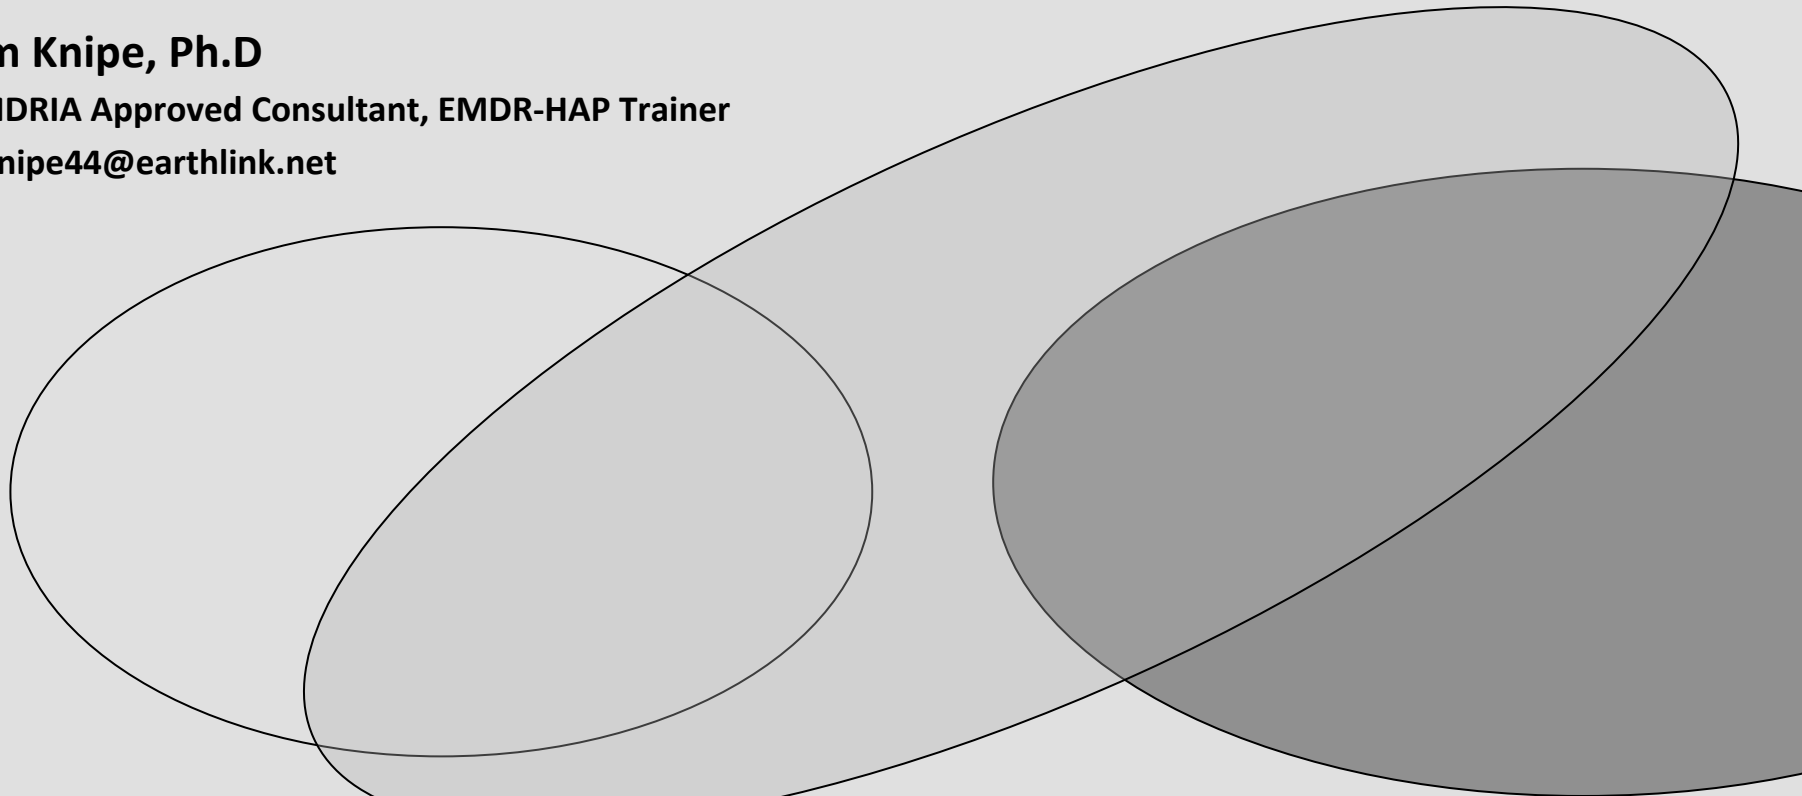 m Knipe, Ph.D
IDRIA Approved Consultant, EMDR-HAP Trainer
nipe44@earthlink.net